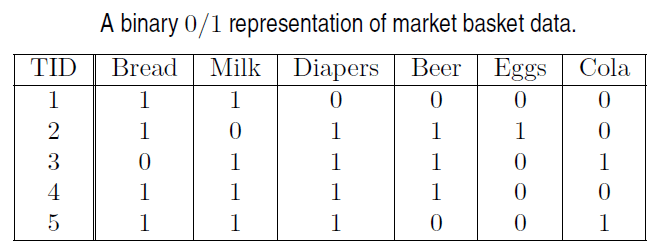 A binary 0/1 representation of market basket data.
TID Bread Milk Diapers Beer Eggs Cola
1 1 1 0 0 0 0
2 1 0 1 1 1 0
3 0 1 1 1 0 1
4 1 1 1 1 0 0
5 1 1 1 0 0 1